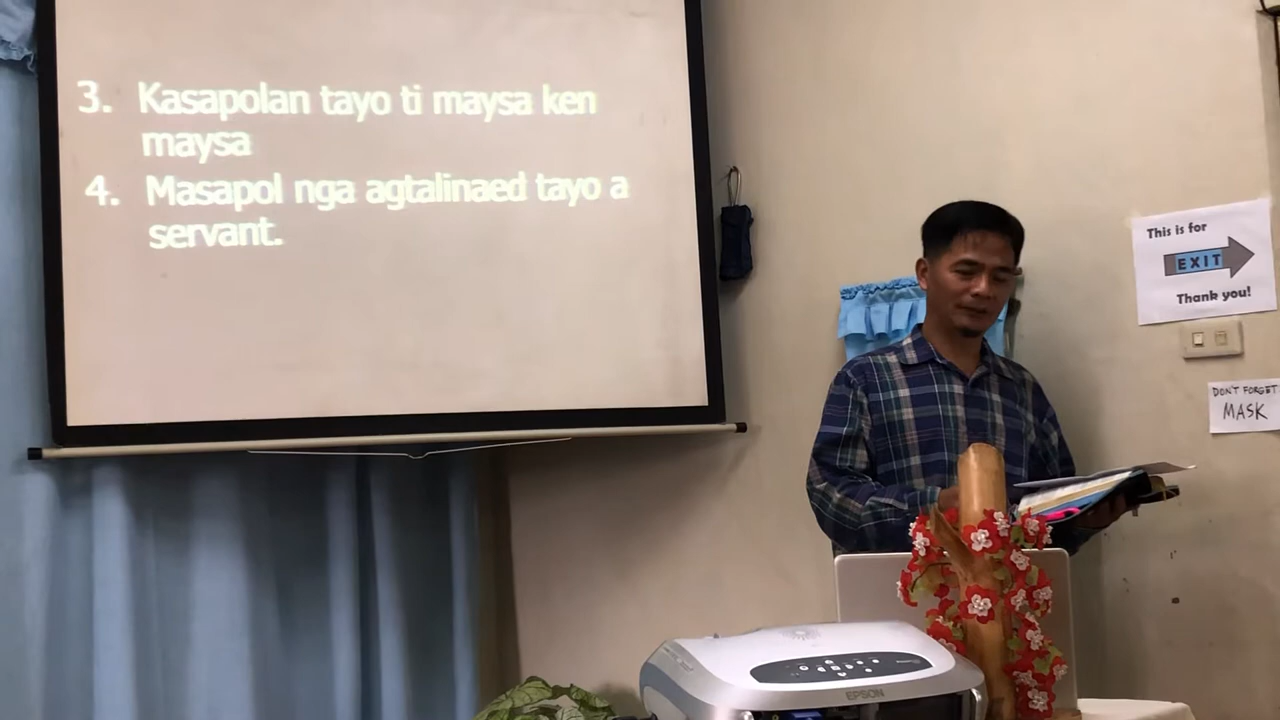 3. Kasapolan tayo ti maysa ken
maysa
4. Masapol nga agtalinaed tayo a
servant.
This is for
EXIT
Thank you!
DON'T FORGET
MASK
EPSON